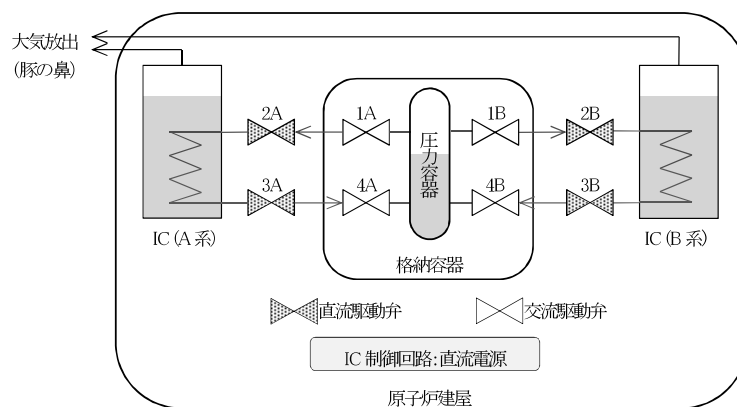 大気放出
(豚の鼻)
2A
1A
1B
2B
圧力容器
3A
4A
4B
3B
IC(A系)
IC(B系)
格納容器
直流駆動弁
交流駆動弁
IC 制御回路:直流電源
原子炉建屋